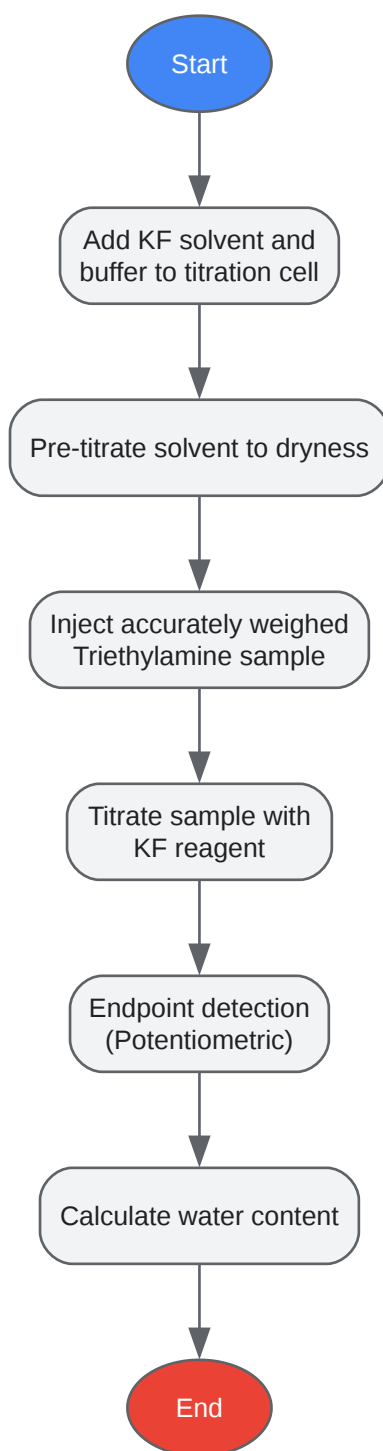 Start
Add KF solvent and
buffer to titration cell
Pre-titrate solvent to dryness
Inject accurately weighed
Triethylamine sample
Titrate sample with
KF reagent
Endpoint detection
(Potentiometric)
Calculate water content
End